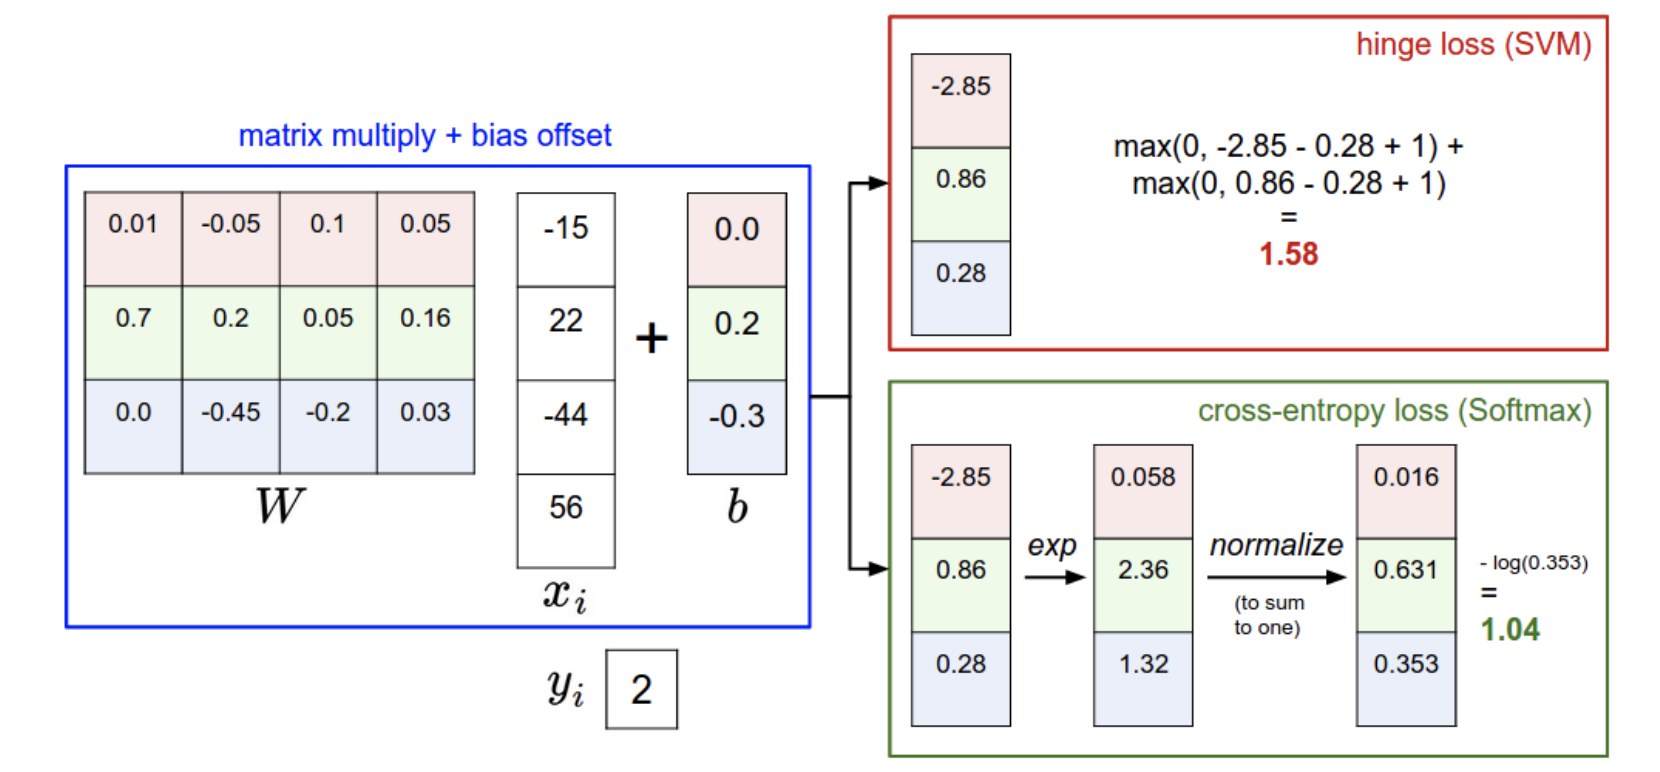 matrix multiply + bias offset
0.01 -0.05 0.1 0.05
0.7 0.2 0.05 0.16
0.0 -0.45 -0.2 0.03
W
-15
22
-44
56
x_i
+
0.0
0.2
-0.3
b
y_i 2
hinge loss (SVM)
-2.85
0.86
0.28
max(0, -2.85 - 0.28 + 1) +
max(0, 0.86 - 0.28 + 1)
=
1.58
cross-entropy loss (Softmax)
-2.85
0.86
0.28
exp
0.058
2.36
1.32
normalize
(to sum
to one)
0.016
0.631
0.353
- log(0.353)
=
1.04